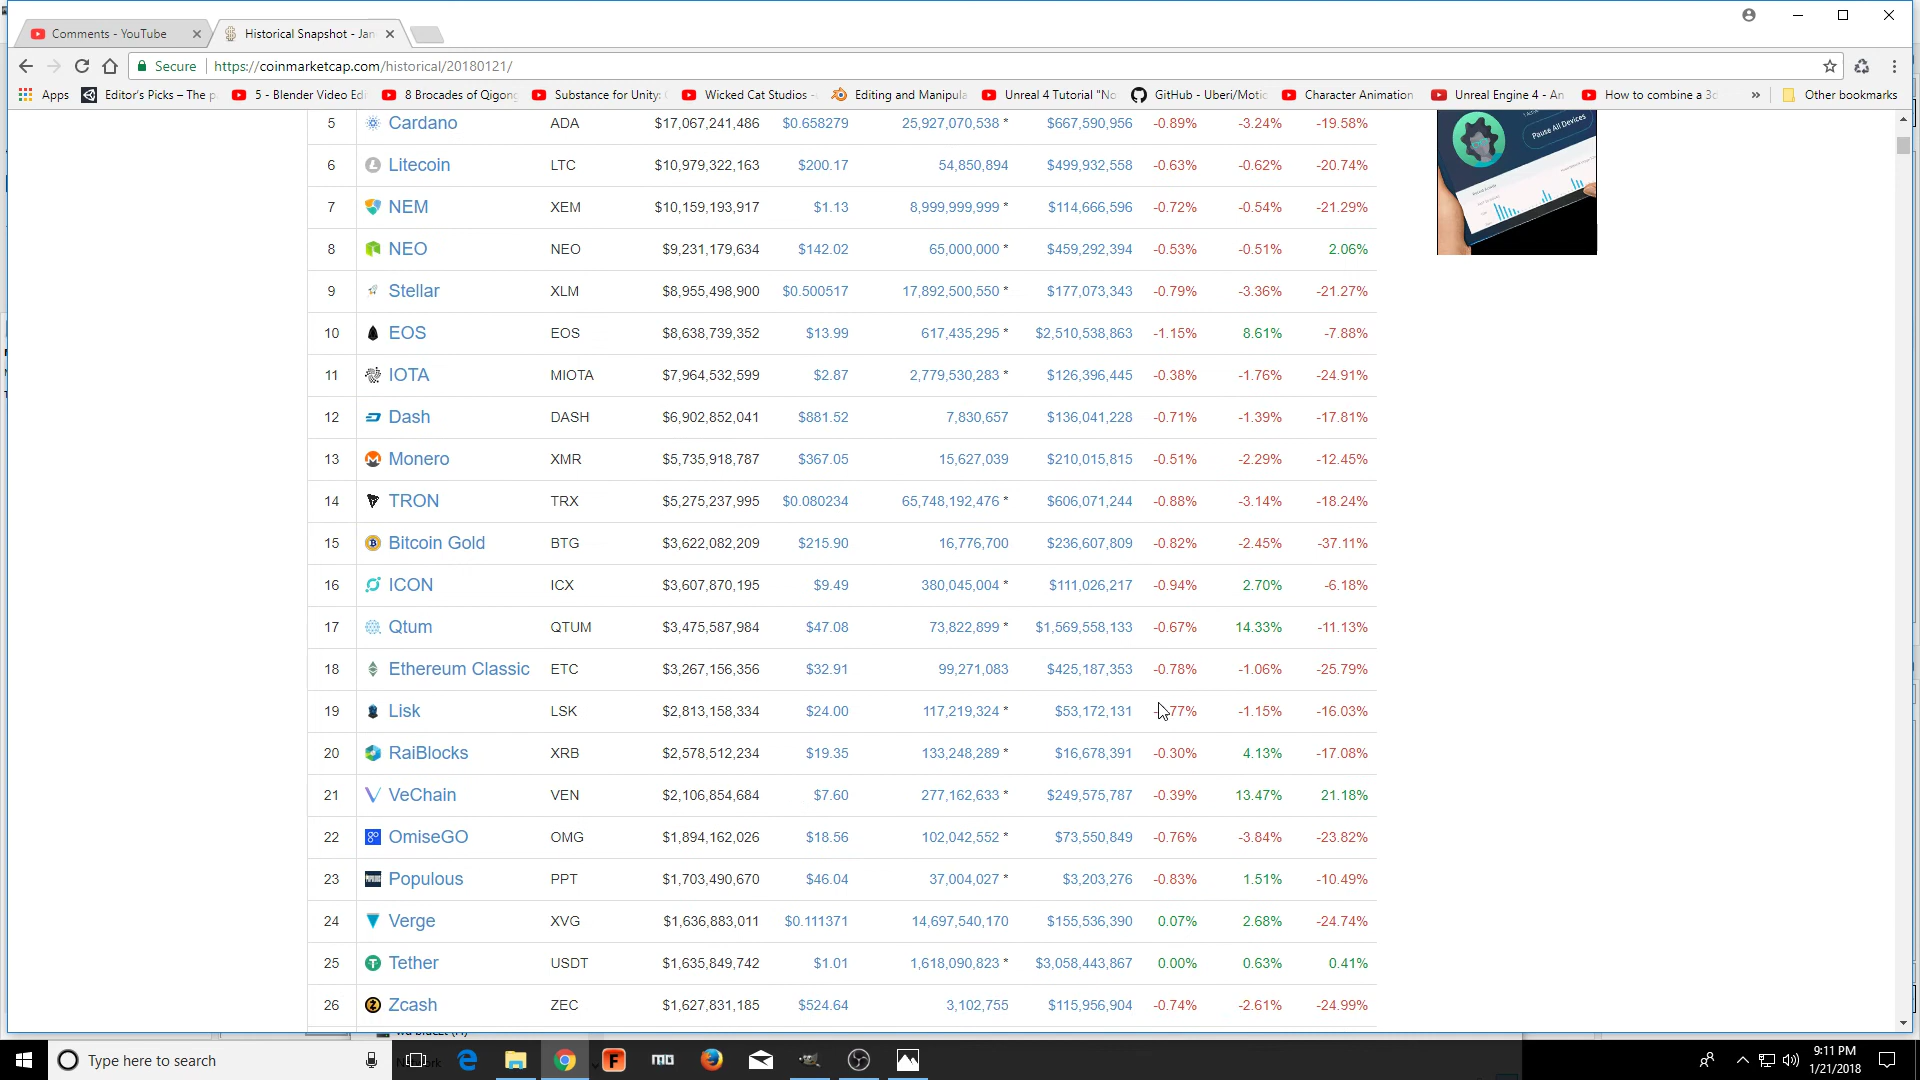 Comments - YouTube
Historical Snapshot - Jan
Secure
https://coinmarketcap.com/historical/20180121/
Apps
Editor's Picks – The p
5 - Blender Video Edi
8 Brocades of Qigong
Substance for Unity:
Wicked Cat Studios -
Editing and Manipula
Unreal 4 Tutorial "No
GitHub - Uberi/Motio
Character Animation
Unreal Engine 4 - An
How to combine a 3d
»
Other bookmarks
Pause All Devices
5 Cardano ADA $17,067,241,486 $0.658279 25,927,070,538 * $667,590,956 -0.89% -3.24% -19.58%
6 Litecoin LTC $10,979,322,163 $200.17 54,850,894 $499,932,558 -0.63% -0.62% -20.74%
7 NEM XEM $10,159,193,917 $1.13 8,999,999,999 * $114,666,596 -0.72% -0.54% -21.29%
8 NEO NEO $9,231,179,634 $142.02 65,000,000 * $459,292,394 -0.53% -0.51% 2.06%
9 Stellar XLM $8,955,498,900 $0.500517 17,892,500,550 * $177,073,343 -0.79% -3.36% -21.27%
10 EOS EOS $8,638,739,352 $13.99 617,435,295 * $2,510,538,863 -1.15% 8.61% -7.88%
11 IOTA MIOTA $7,964,532,599 $2.87 2,779,530,283 * $126,396,445 -0.38% -1.76% -24.91%
12 Dash DASH $6,902,852,041 $881.52 7,830,657 $136,041,228 -0.71% -1.39% -17.81%
13 Monero XMR $5,735,918,787 $367.05 15,627,039 $210,015,815 -0.51% -2.29% -12.45%
14 TRON TRX $5,275,237,995 $0.080234 65,748,192,476 * $606,071,244 -0.88% -3.14% -18.24%
15 Bitcoin Gold BTG $3,622,082,209 $215.90 16,776,700 $236,607,809 -0.82% -2.45% -37.11%
16 ICON ICX $3,607,870,195 $9.49 380,045,004 * $111,026,217 -0.94% 2.70% -6.18%
17 Qtum QTUM $3,475,587,984 $47.08 73,822,899 * $1,569,558,133 -0.67% 14.33% -11.13%
18 Ethereum Classic ETC $3,267,156,356 $32.91 99,271,083 $425,187,353 -0.78% -1.06% -25.79%
19 Lisk LSK $2,813,158,334 $24.00 117,219,324 * $53,172,131 77% -1.15% -16.03%
20 RaiBlocks XRB $2,578,512,234 $19.35 133,248,289 * $16,678,391 -0.30% 4.13% -17.08%
21 VeChain VEN $2,106,854,684 $7.60 277,162,633 * $249,575,787 -0.39% 13.47% 21.18%
22 OmiseGO OMG $1,894,162,026 $18.56 102,042,552 * $73,550,849 -0.76% -3.84% -23.82%
23 Populous PPT $1,703,490,670 $46.04 37,004,027 * $3,203,276 -0.83% 1.51% -10.49%
24 Verge XVG $1,636,883,011 $0.111371 14,697,540,170 $155,536,390 0.07% 2.68% -24.74%
25 Tether USDT $1,635,849,742 $1.01 1,618,090,823 * $3,058,443,867 0.00% 0.63% 0.41%
26 Zcash ZEC $1,627,831,185 $524.64 3,102,755 $115,956,904 -0.74% -2.61% -24.99%
Type here to search
9:11 PM
1/21/2018